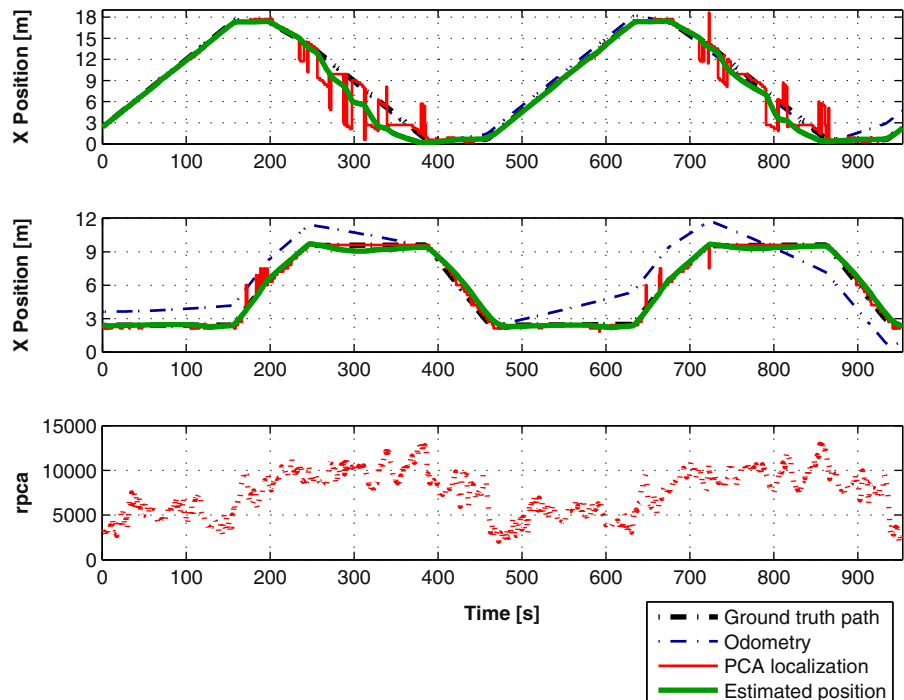 X Position [m]
18
15
12
9
6
3
0
0 100 200 300 400 500 600 700 800 900
X Position [m]
12
9
6
3
0
0 100 200 300 400 500 600 700 800 900
rpca
15000
10000
5000
0
0 100 200 300 400 500 600 700 800 900
Time [s]
Ground truth path
Odometry
PCA localization
Estimated position